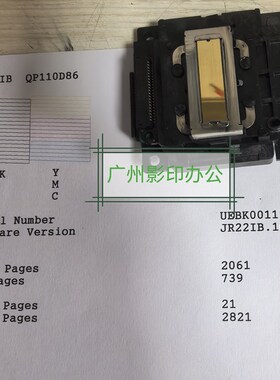 IB QP110D86
K Y
M
C
广州影印办公
l Number UEBK0011
are Version JR22IB.1
Pages 2061
ages 739
21
Pages 2821